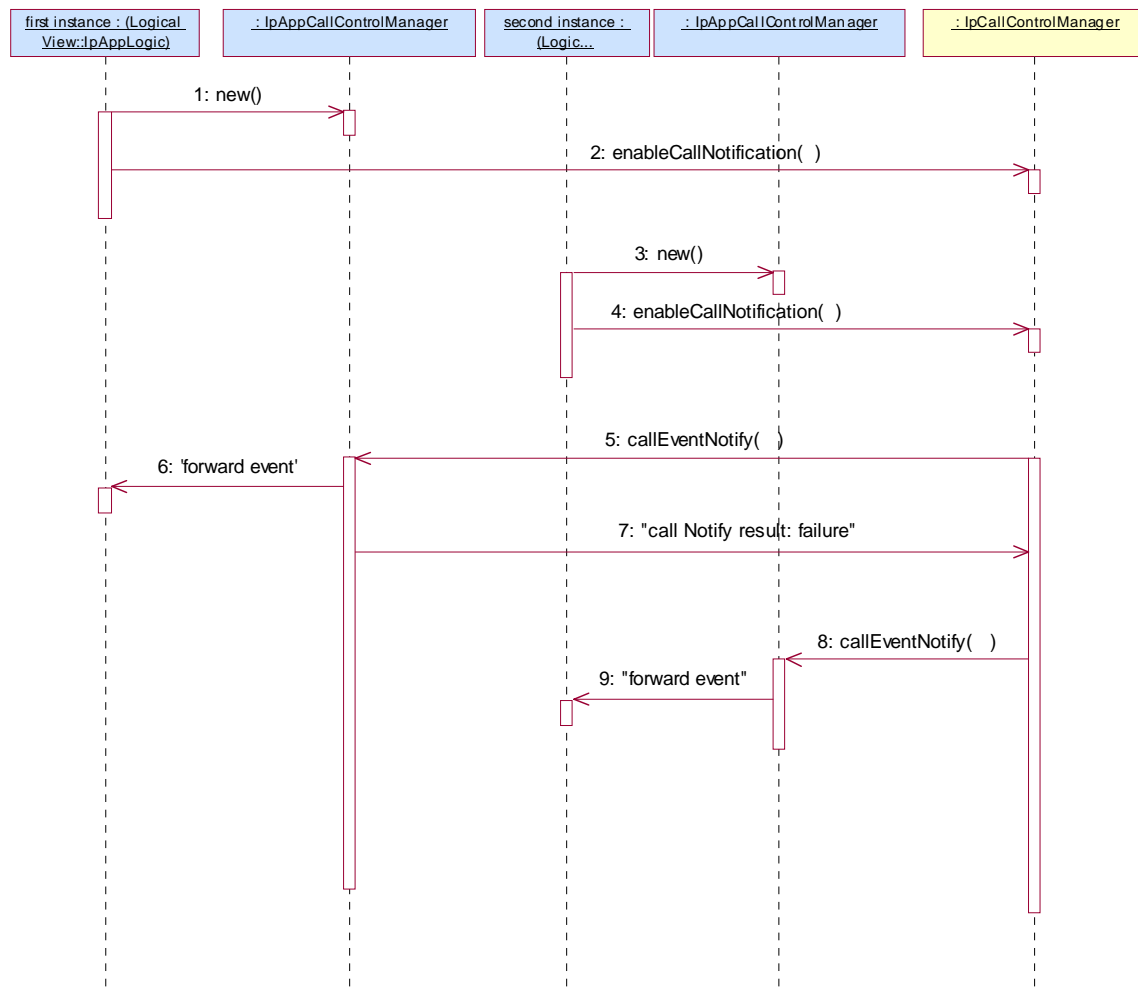 first instance : (Logical
View::IpAppLogic)
: IpAppCallControlManager
second instance :
(Logic...
: IpAppCallControlManager
: IpCallControlManager
1: new()
2: enableCallNotification( )
3: new()
4: enableCallNotification( )
5: callEventNotify( )
6: 'forward event'
7: "call Notify result: failure"
8: callEventNotify( )
9: "forward event"